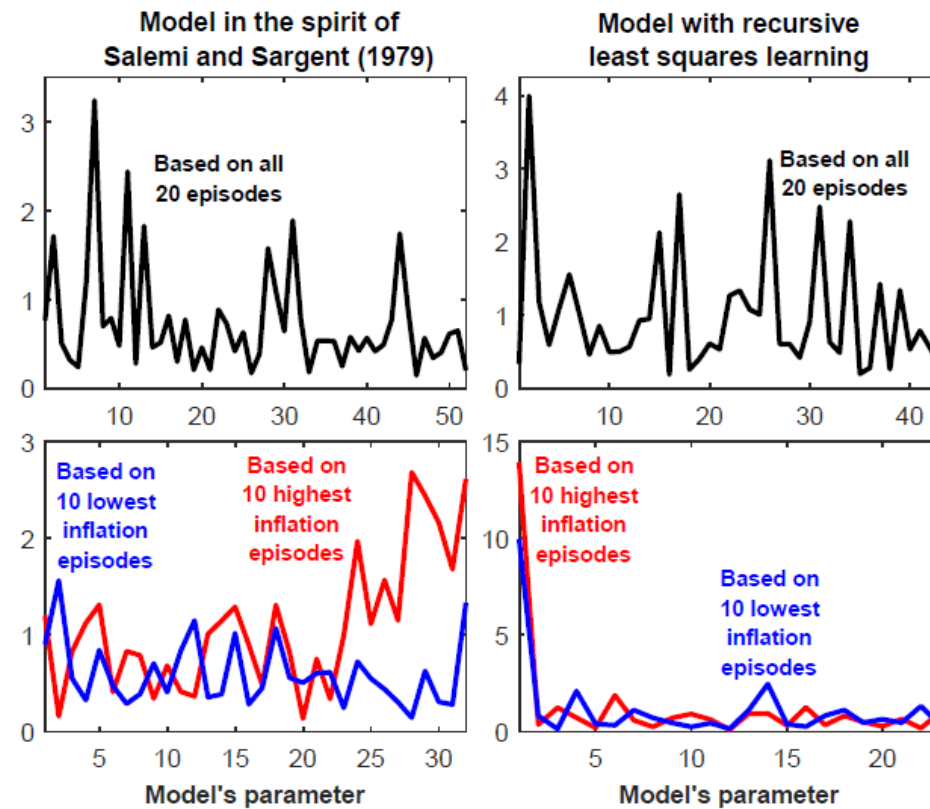 Model in the spirit of
Salemi and Sargent (1979)
Model with recursive
least squares learning
3
2
1
0
Based on all
20 episodes
10
20
30
40
50
4
3
2
1
0
Based on all
20 episodes
10
20
30
40
3
2
1
0
Based on
10 lowest
inflation
episodes
Based on
10 highest
inflation
episodes
5
10
15
20
25
30
Model's parameter
15
10
5
0
Based on
10 highest
inflation
episodes
Based on
10 lowest
inflation
episodes
5
10
15
20
Model's parameter